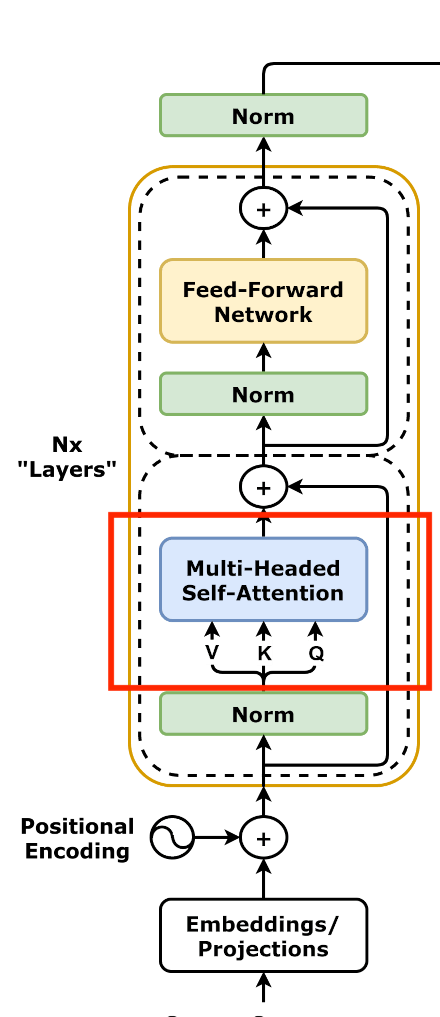 Norm
+
Feed-Forward
Network
Norm
Nx
"Layers"
+
Multi-Headed
Self-Attention
V K Q
Norm
Positional
Encoding
+
Embeddings/
Projections